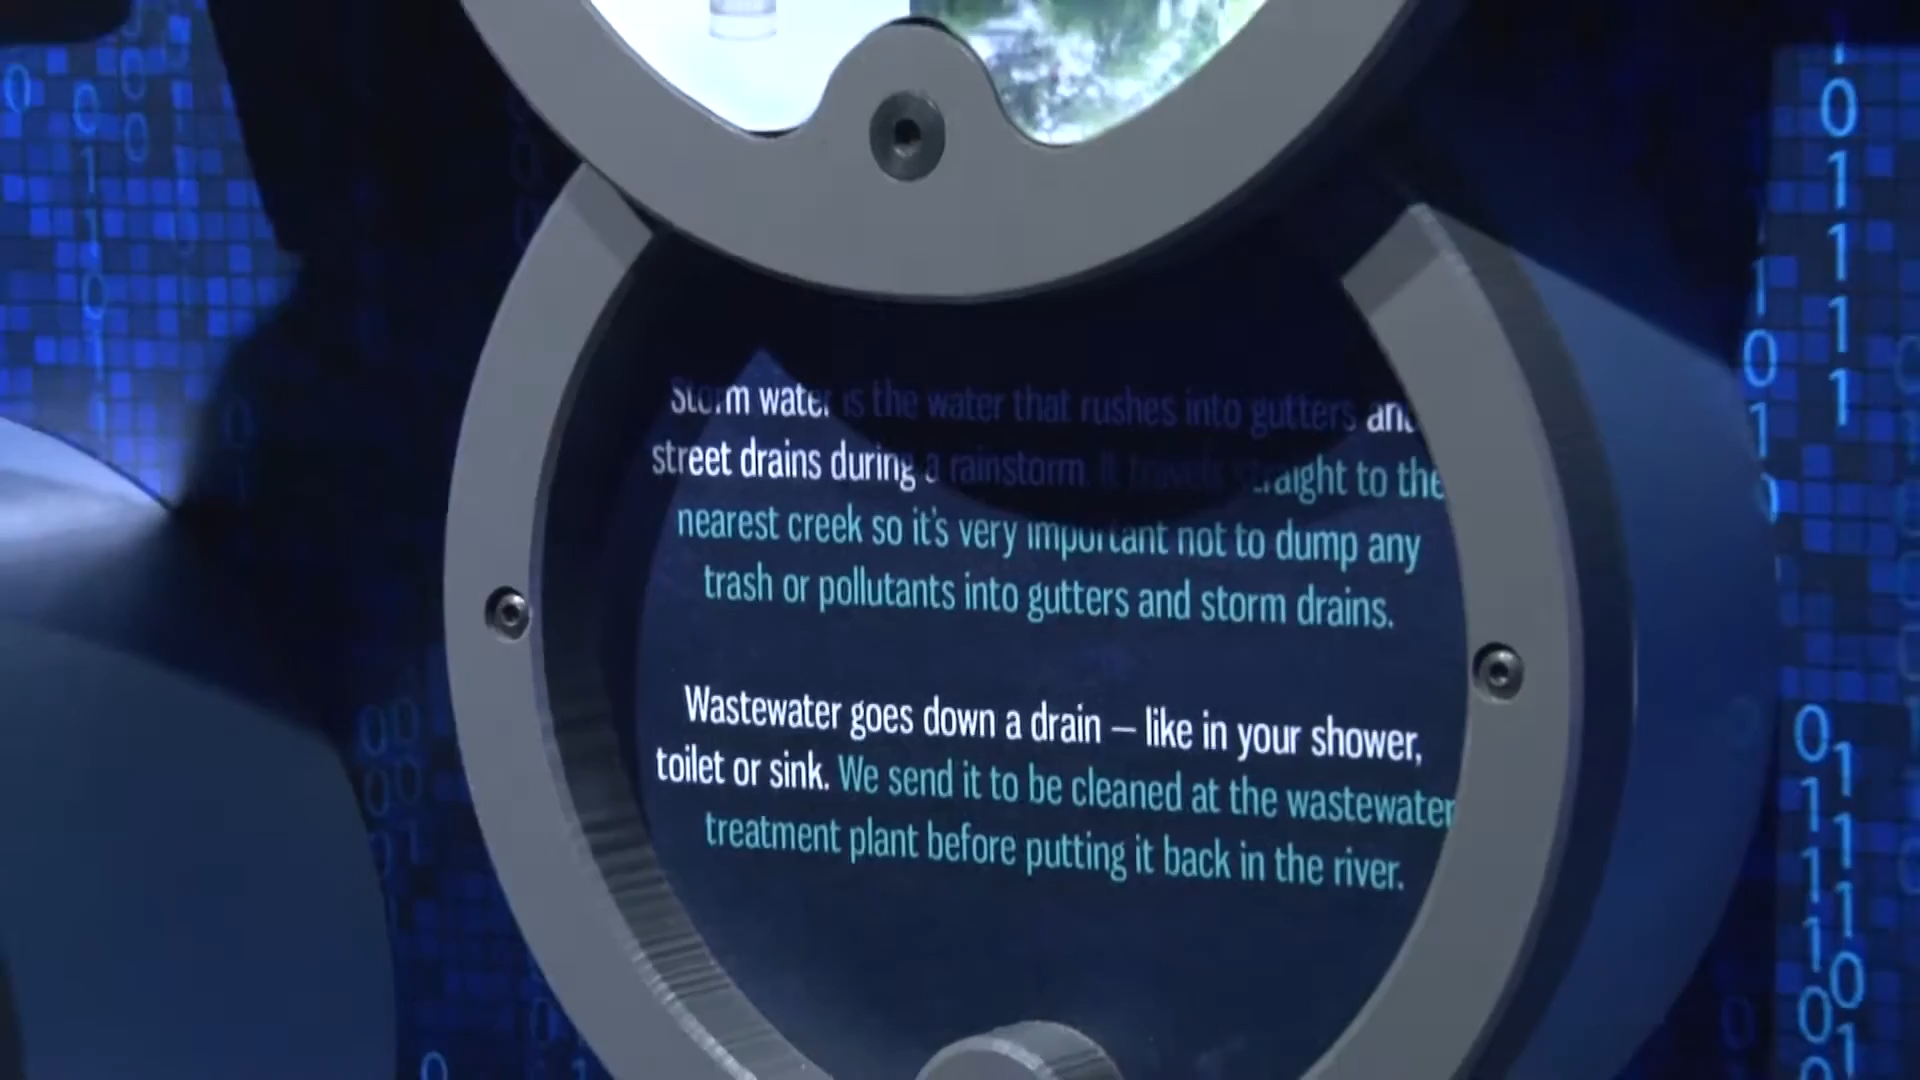 Storm water is the water that rushes into gutters and
street drains during a rainstorm. It travels straight to the
nearest creek so it's very important not to dump any
trash or pollutants into gutters and storm drains.
Wastewater goes down a drain – like in your shower,
toilet or sink. We send it to be cleaned at the wastewater
treatment plant before putting it back in the river.